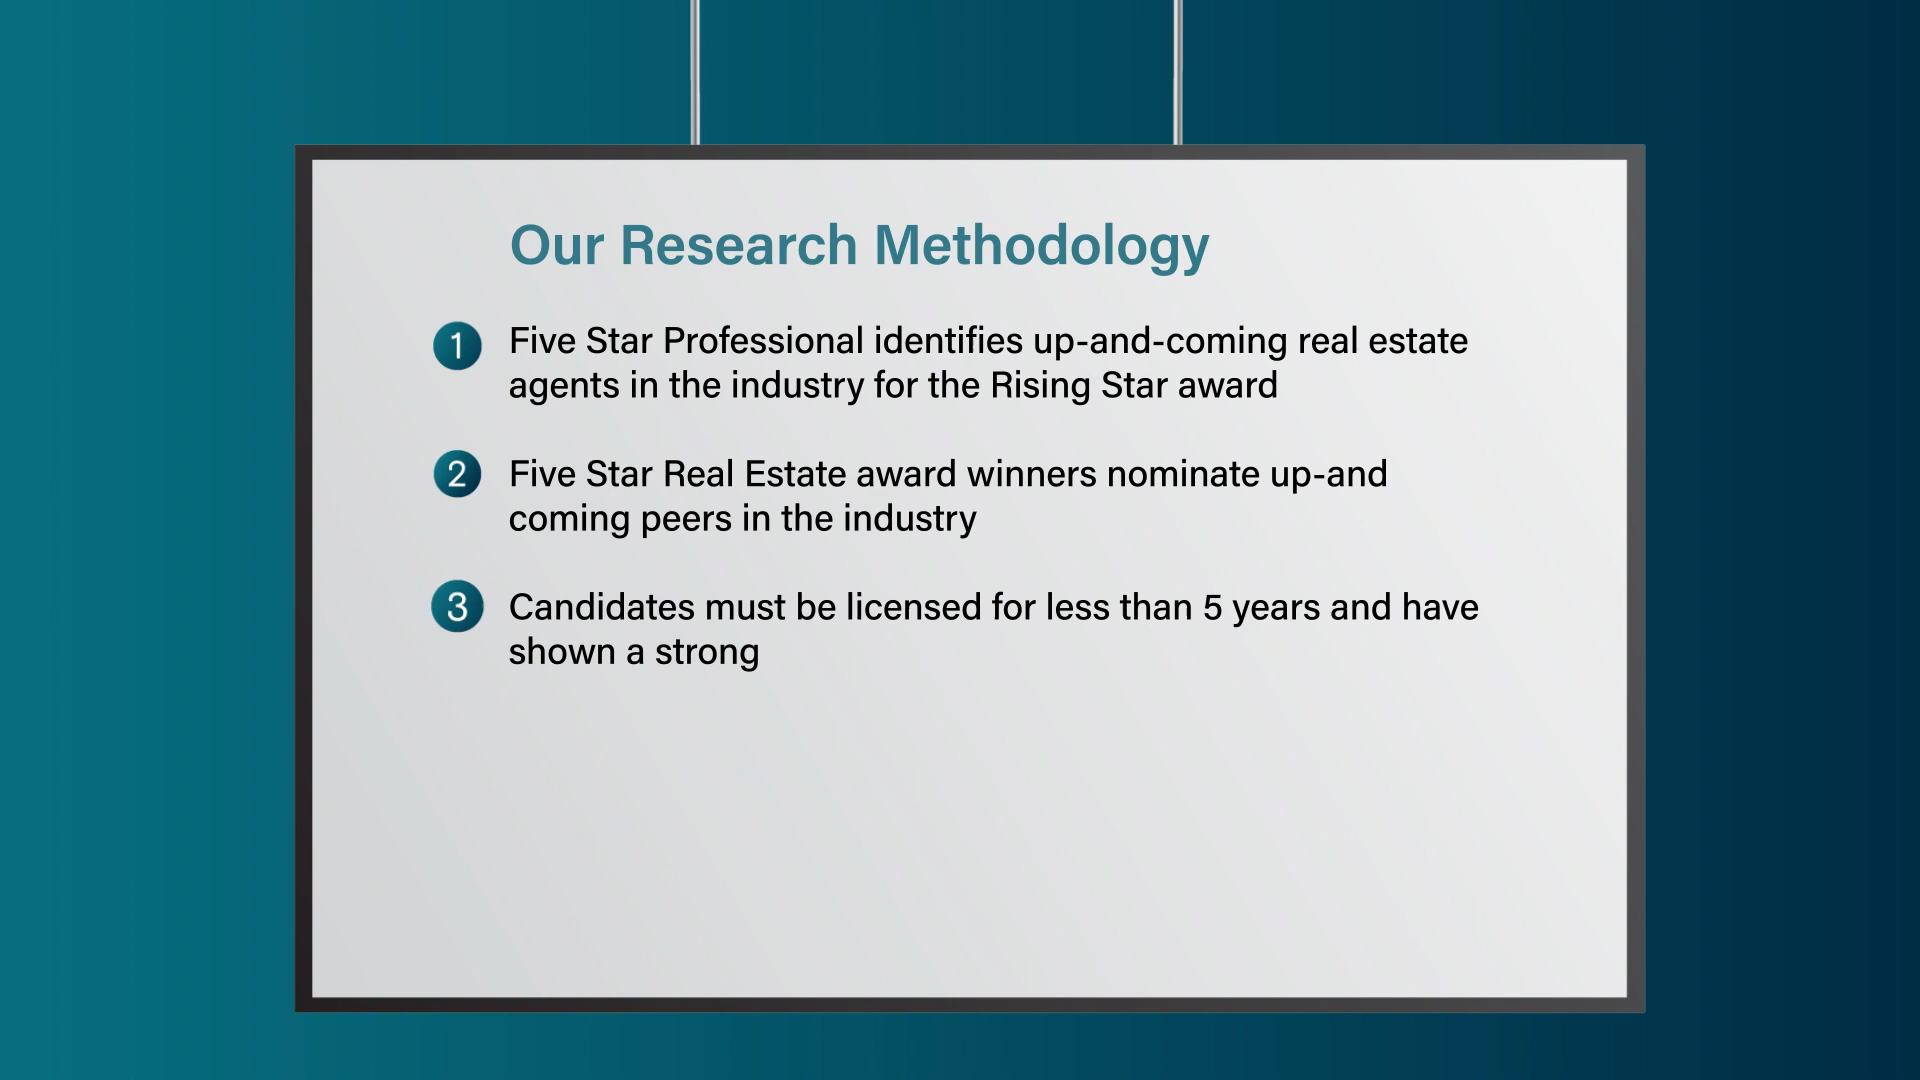 Our Research Methodology
1 Five Star Professional identifies up-and-coming real estate
agents in the industry for the Rising Star award
2 Five Star Real Estate award winners nominate up-and
coming peers in the industry
3 Candidates must be licensed for less than 5 years and have
shown a strong